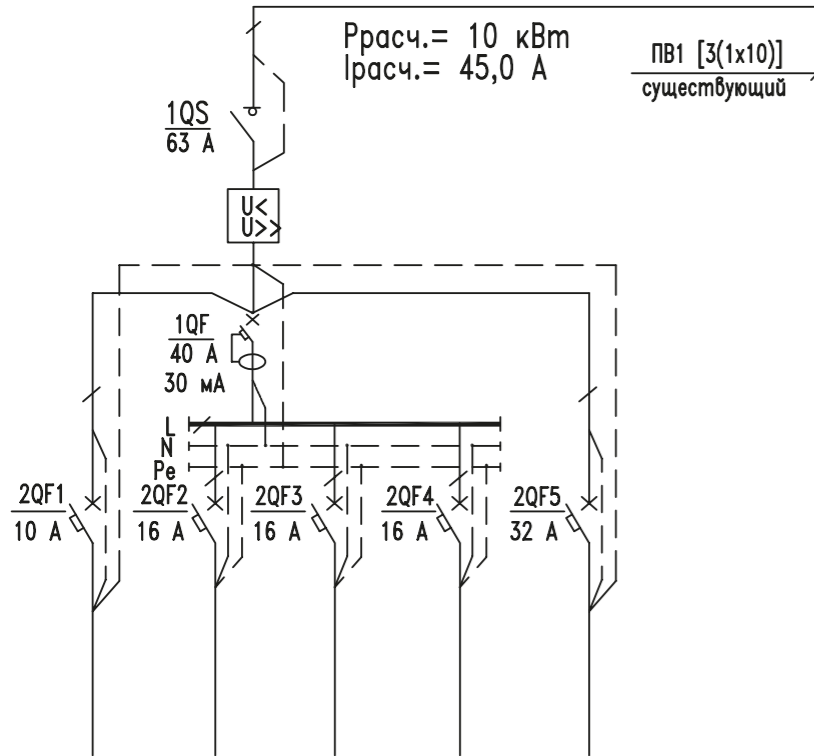 Pрасч.= 10 кВт
Iрасч.= 45,0 А
ПВ1 [3(1х10)]
существующий
1QS
63 А
U<
U>>
1QF
40 А
30 мА
L
N
Pe
2QF1
10 А
2QF2
16 А
2QF3
16 А
2QF4
16 А
2QF5
32 А